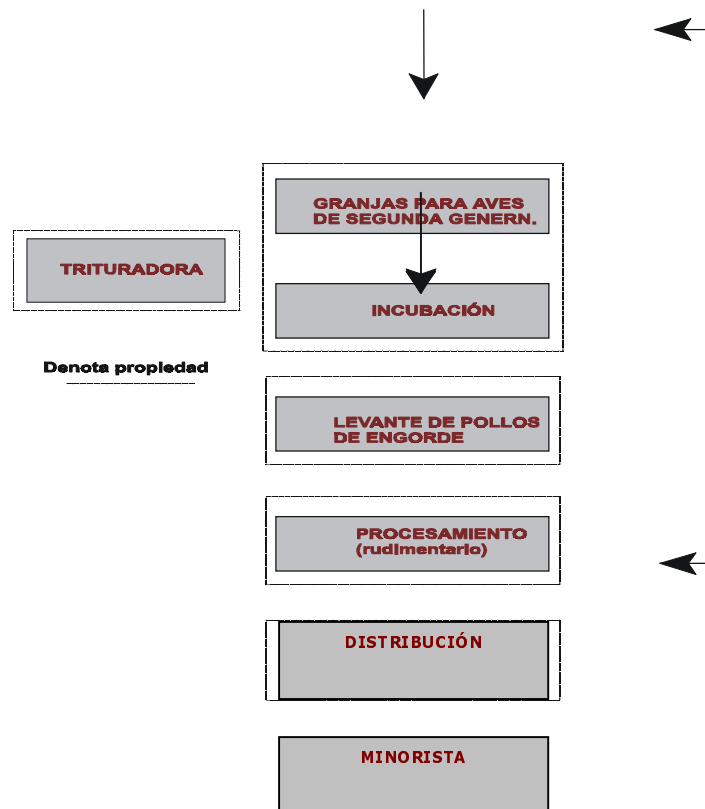 GRANJAS PARA AVES
DE SEGUNDA GENERN.
TRITURADORA
INCUBACIÓN
Denota propiedad
LEVANTE DE POLLOS
DE ENGORDE
PROCESAMIENTO
(rudimentario)
DISTRIBUCIÓN
MINORISTA